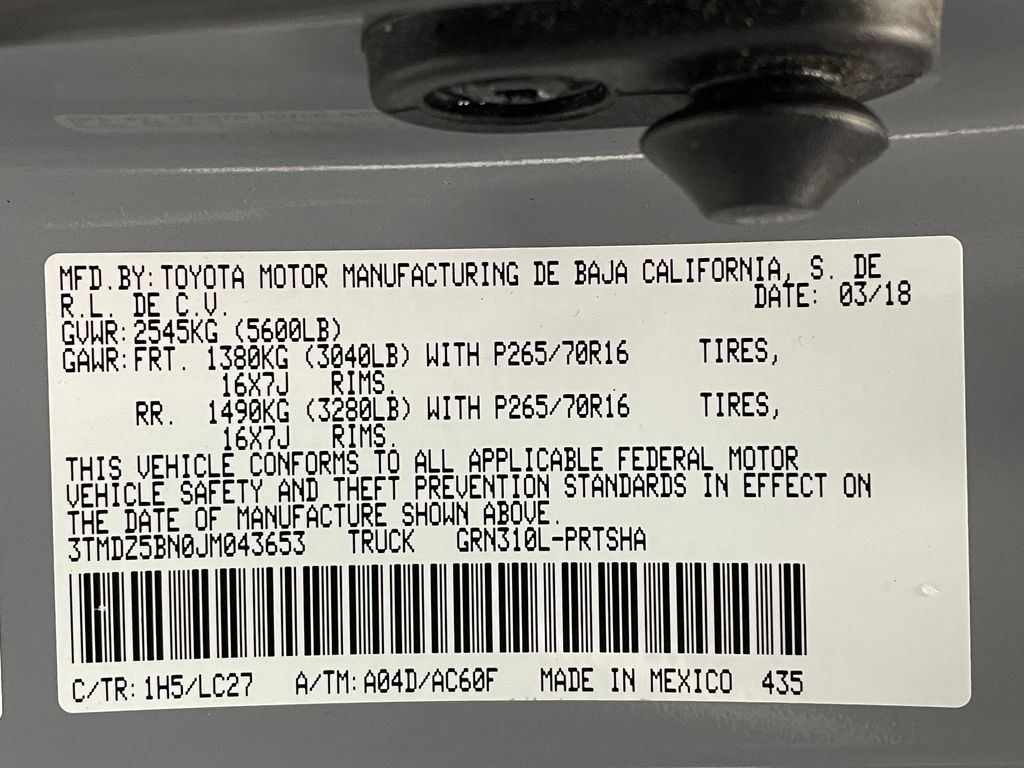 MFD.BY:TOYOTA MOTOR MANUFACTURING DE BAJA CALIFORNIA, S. DE
R.L. DE C.V. DATE: 03/18
GVWR:2545KG (5600LB)
GAWR:FRT. 1380KG (3040LB) WITH P265/70R16 TIRES,
16X7J RIMS.
RR. 1490KG (3280LB) WITH P265/70R16 TIRES,
16X7J RIMS.
THIS VEHICLE CONFORMS TO ALL APPLICABLE FEDERAL MOTOR
VEHICLE SAFETY AND THEFT PREVENTION STANDARDS IN EFFECT ON
THE DATE OF MANUFACTURE SHOWN ABOVE.
3TMDZ5BN0JM043653 TRUCK GRN310L-PRTSHA
C/TR:1H5/LC27 A/TM:A04D/AC60F MADE IN MEXICO 435